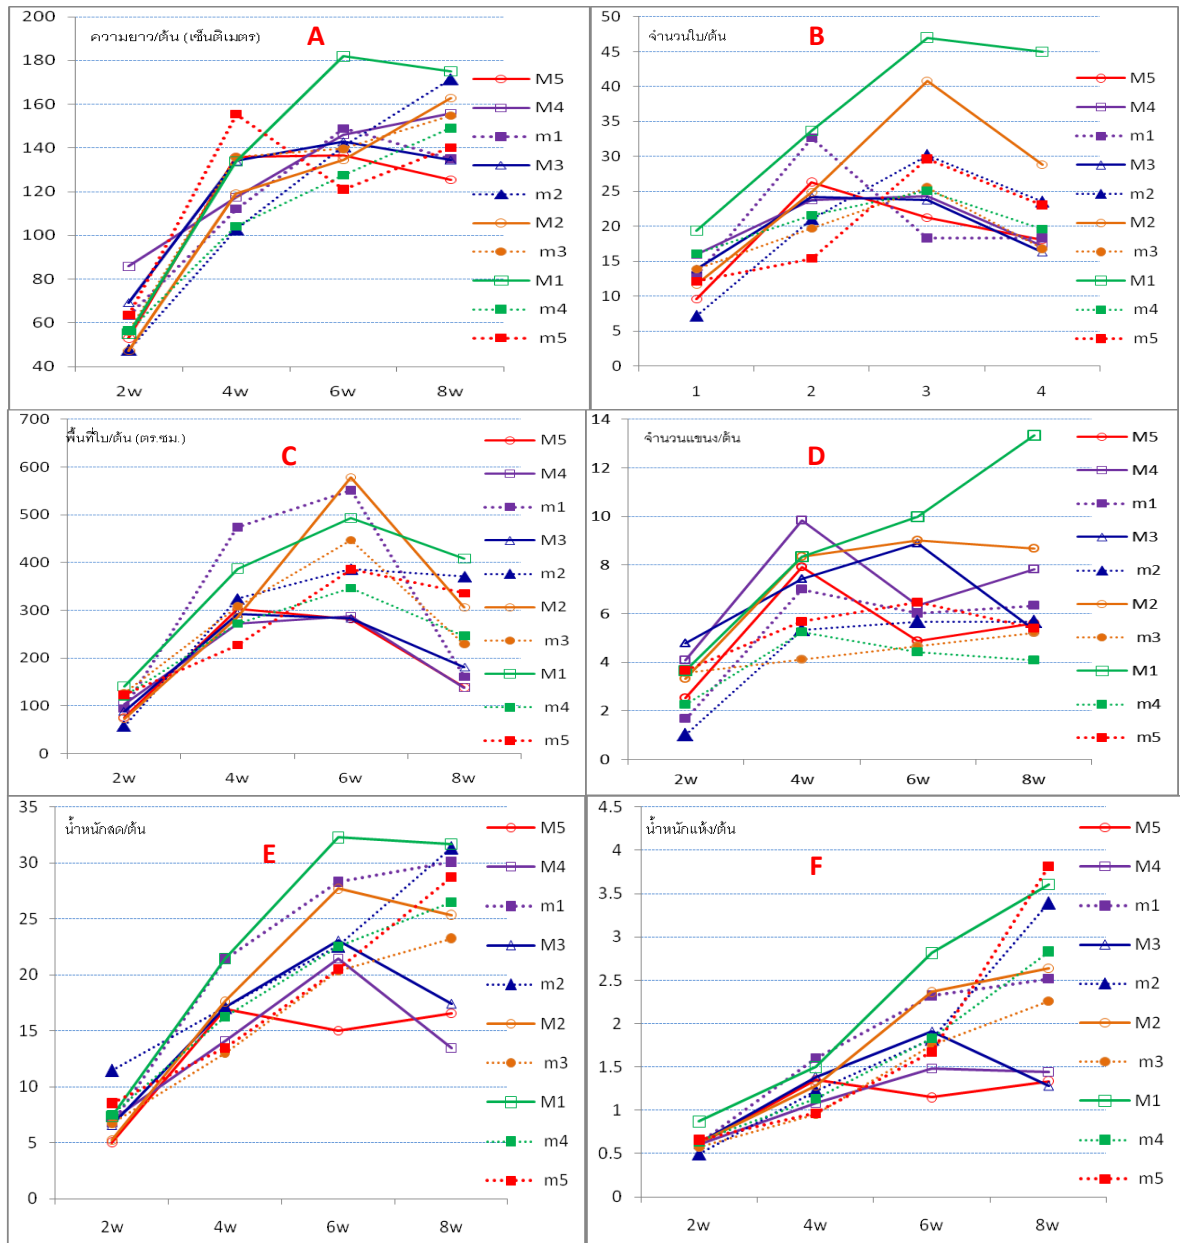 ความยาว/ต้น (เซ็นติเมตร)
A
200
180
160
140
120
100
80
60
40
2w 4w 6w 8w
M5
M4
m1
M3
m2
M2
m3
M1
m4
m5
จำนวนใบ/ต้น
B
50
45
40
35
30
25
20
15
10
5
0
1 2 3 4
M5
M4
m1
M3
m2
M2
m3
M1
m4
m5
พื้นที่ใบ/ต้น (ตร.ซม.)
C
700
600
500
400
300
200
100
0
2w 4w 6w 8w
M5
M4
m1
M3
m2
M2
m3
M1
m4
m5
จำนวนแขนง/ต้น
D
14
12
10
8
6
4
2
0
2w 4w 6w 8w
M5
M4
m1
M3
m2
M2
m3
M1
m4
m5
น้ำหนักสด/ต้น
E
35
30
25
20
15
10
5
0
2w 4w 6w 8w
M5
M4
m1
M3
m2
M2
m3
M1
m4
m5
น้ำหนักแห้ง/ต้น
F
4.5
4
3.5
3
2.5
2
1.5
1
0.5
0
2w 4w 6w 8w
M5
M4
m1
M3
m2
M2
m3
M1
m4
m5